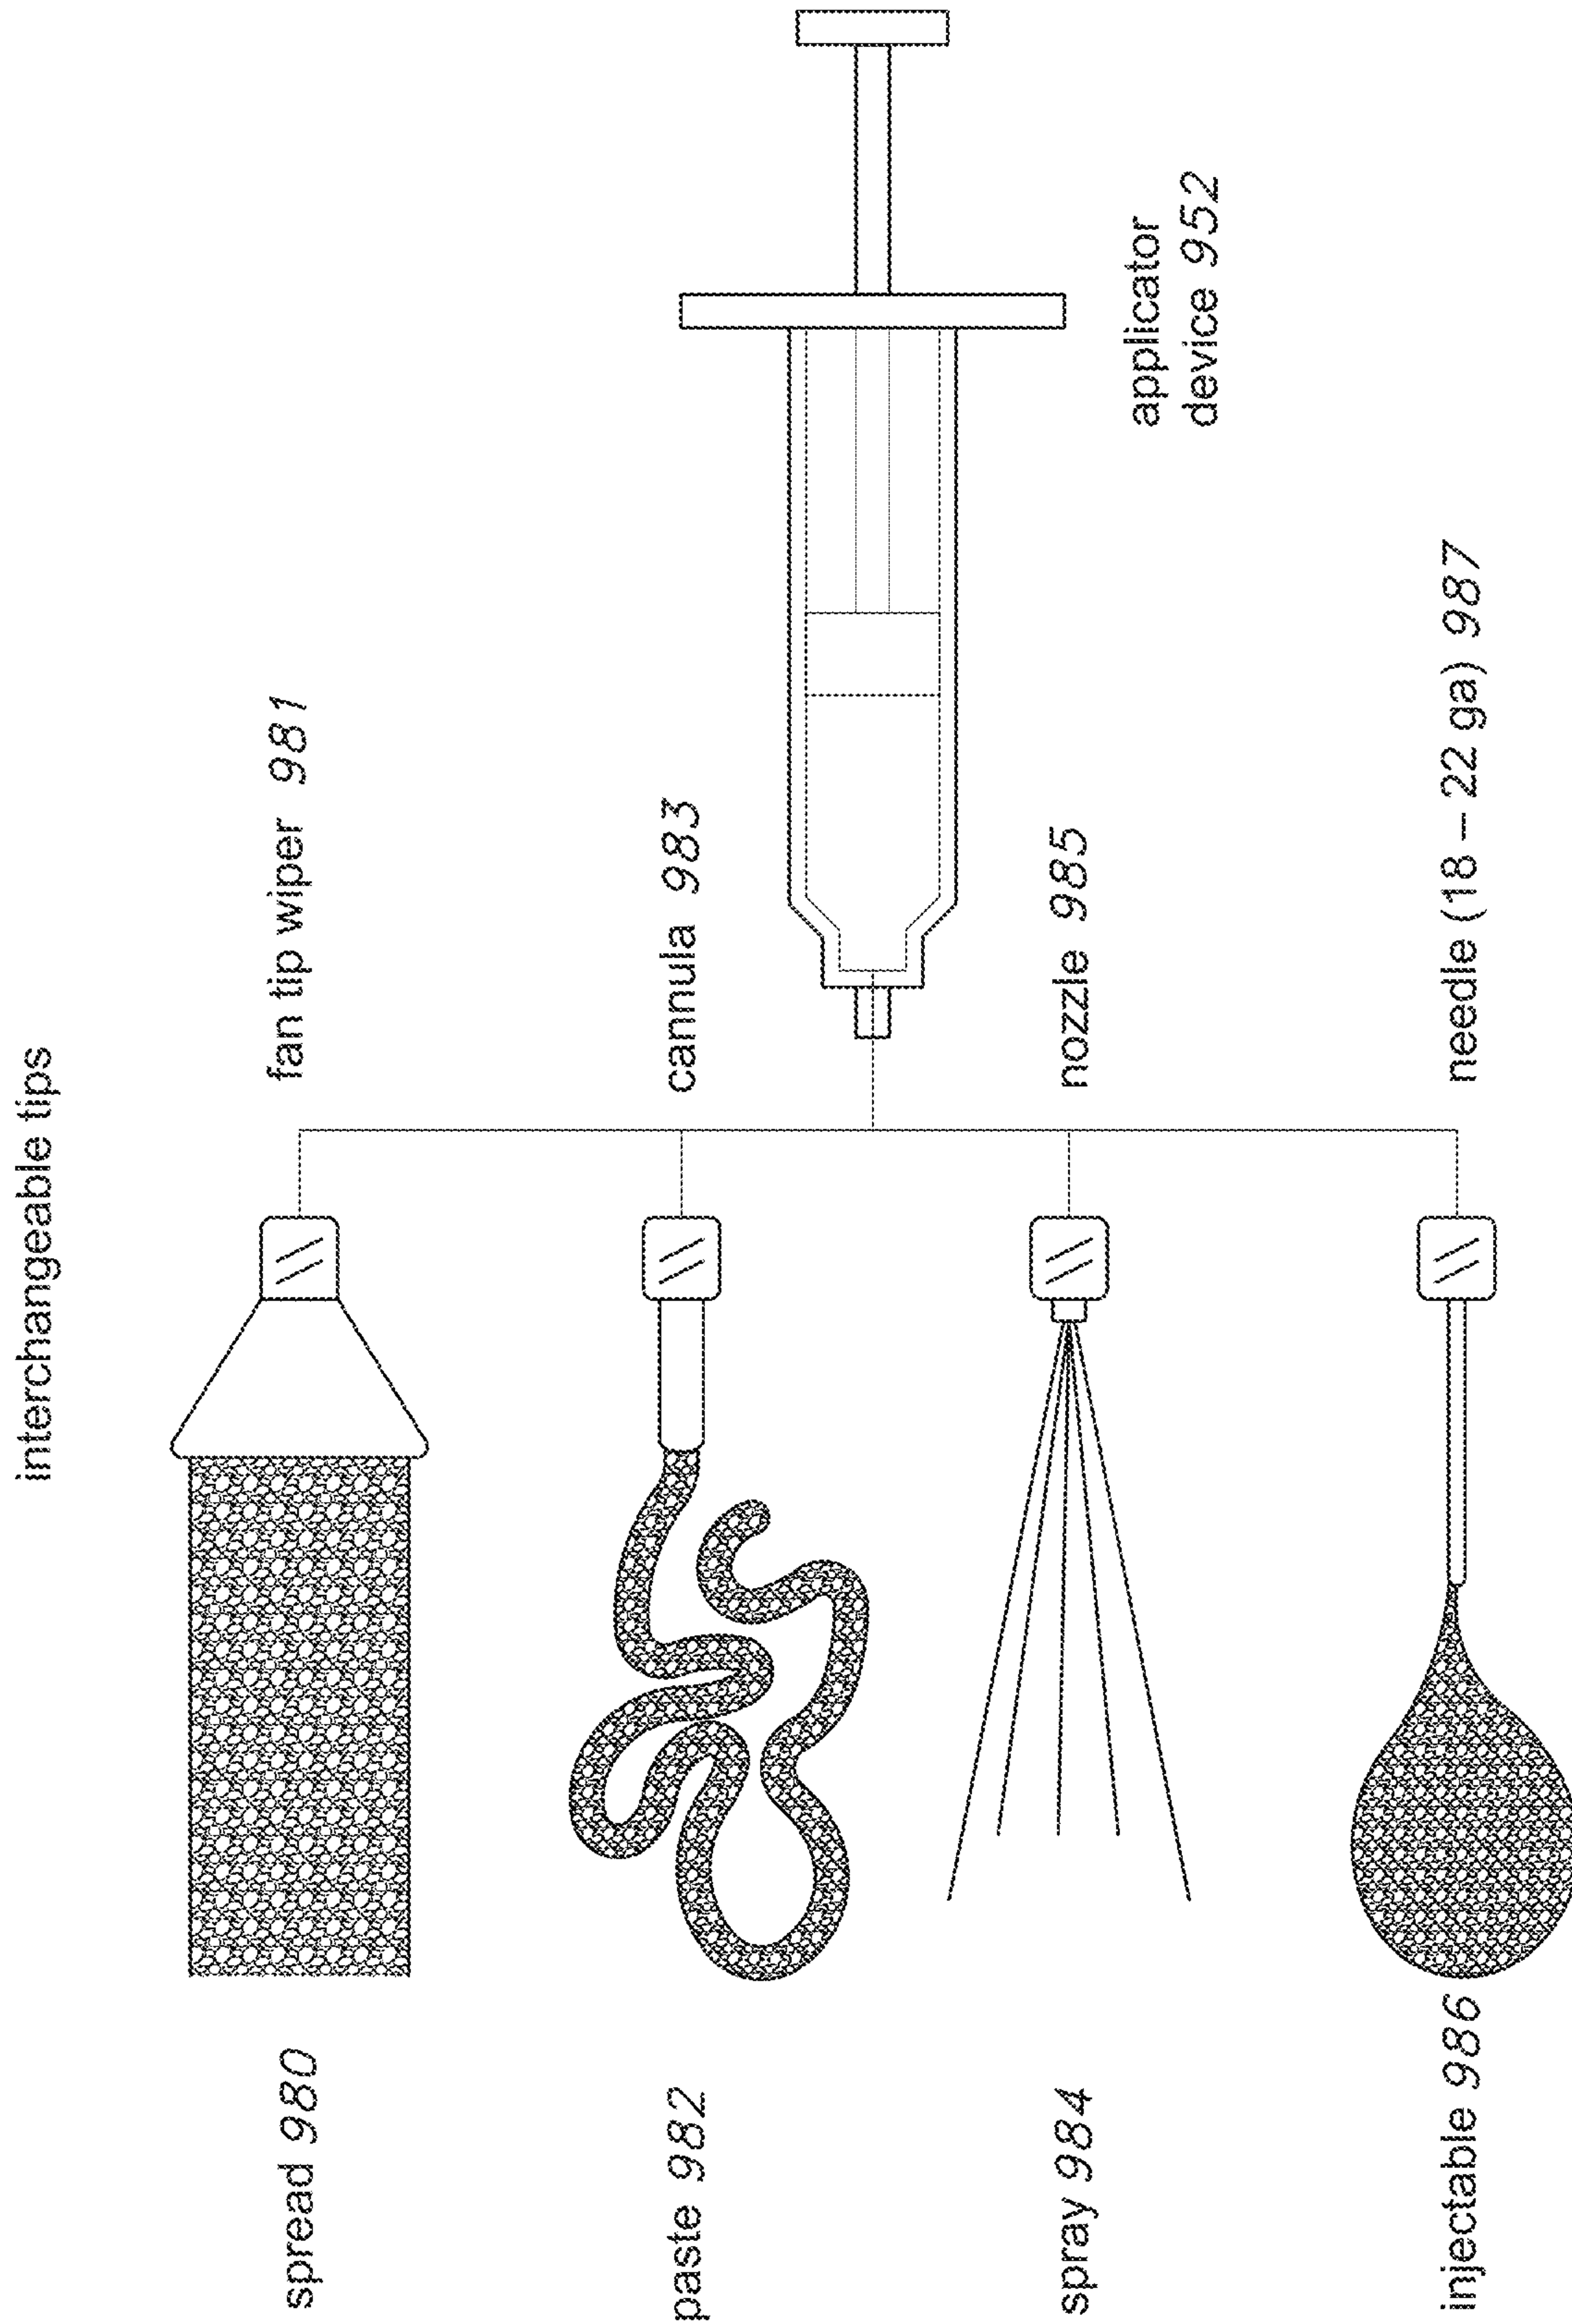 interchangeable tips
spread 980
fan tip wiper 981
paste 982
cannula 983
applicator
device 952
spray 984
nozzle 985
injectable 986
needle (18 – 22 ga) 987